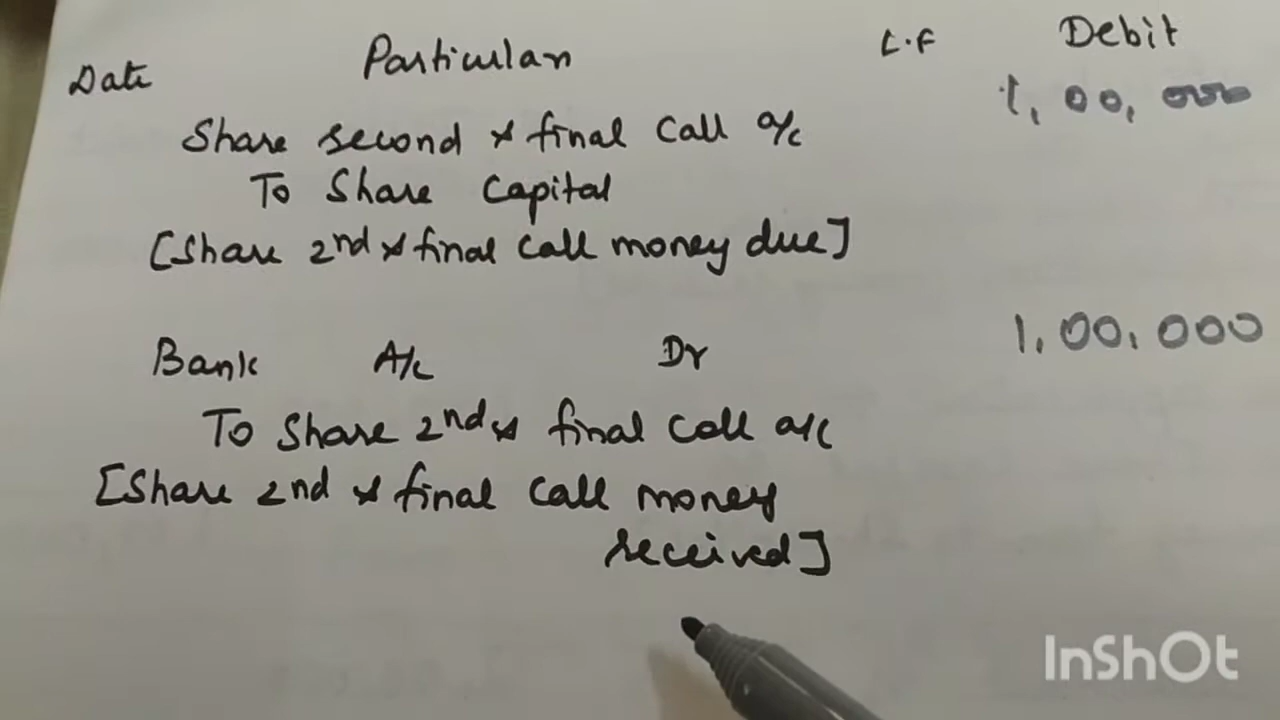 Date Particulars L.F Debit
Share second & final Call a/c 1,00,000
To Share Capital
[Share 2nd & final call money due]
Bank A/c Dr 1,00,000
To Share 2nd & final Call a/c
[Share 2nd & final Call money
received]
InShOt